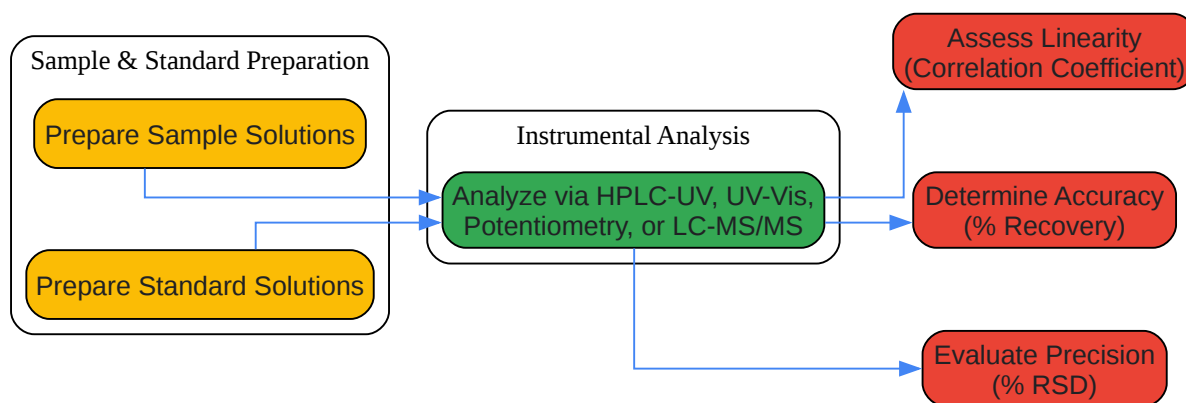 Sample & Standard Preparation
Prepare Sample Solutions
Prepare Standard Solutions
Instrumental Analysis
Analyze via HPLC-UV, UV-Vis,
Potentiometry, or LC-MS/MS
Assess Linearity
(Correlation Coefficient)
Determine Accuracy
(% Recovery)
Evaluate Precision
(% RSD)